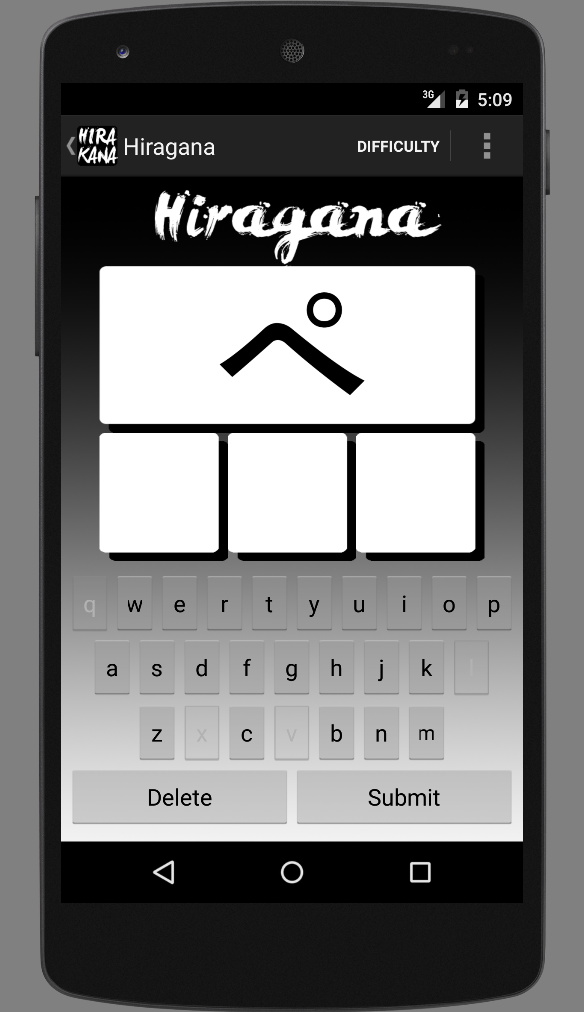 3G 5:09
HIRA
KANA
Hiragana DIFFICULTY
Hiragana
ぺ
q w e r t y u i o p
a s d f g h j k l
z x c v b n m
Delete Submit